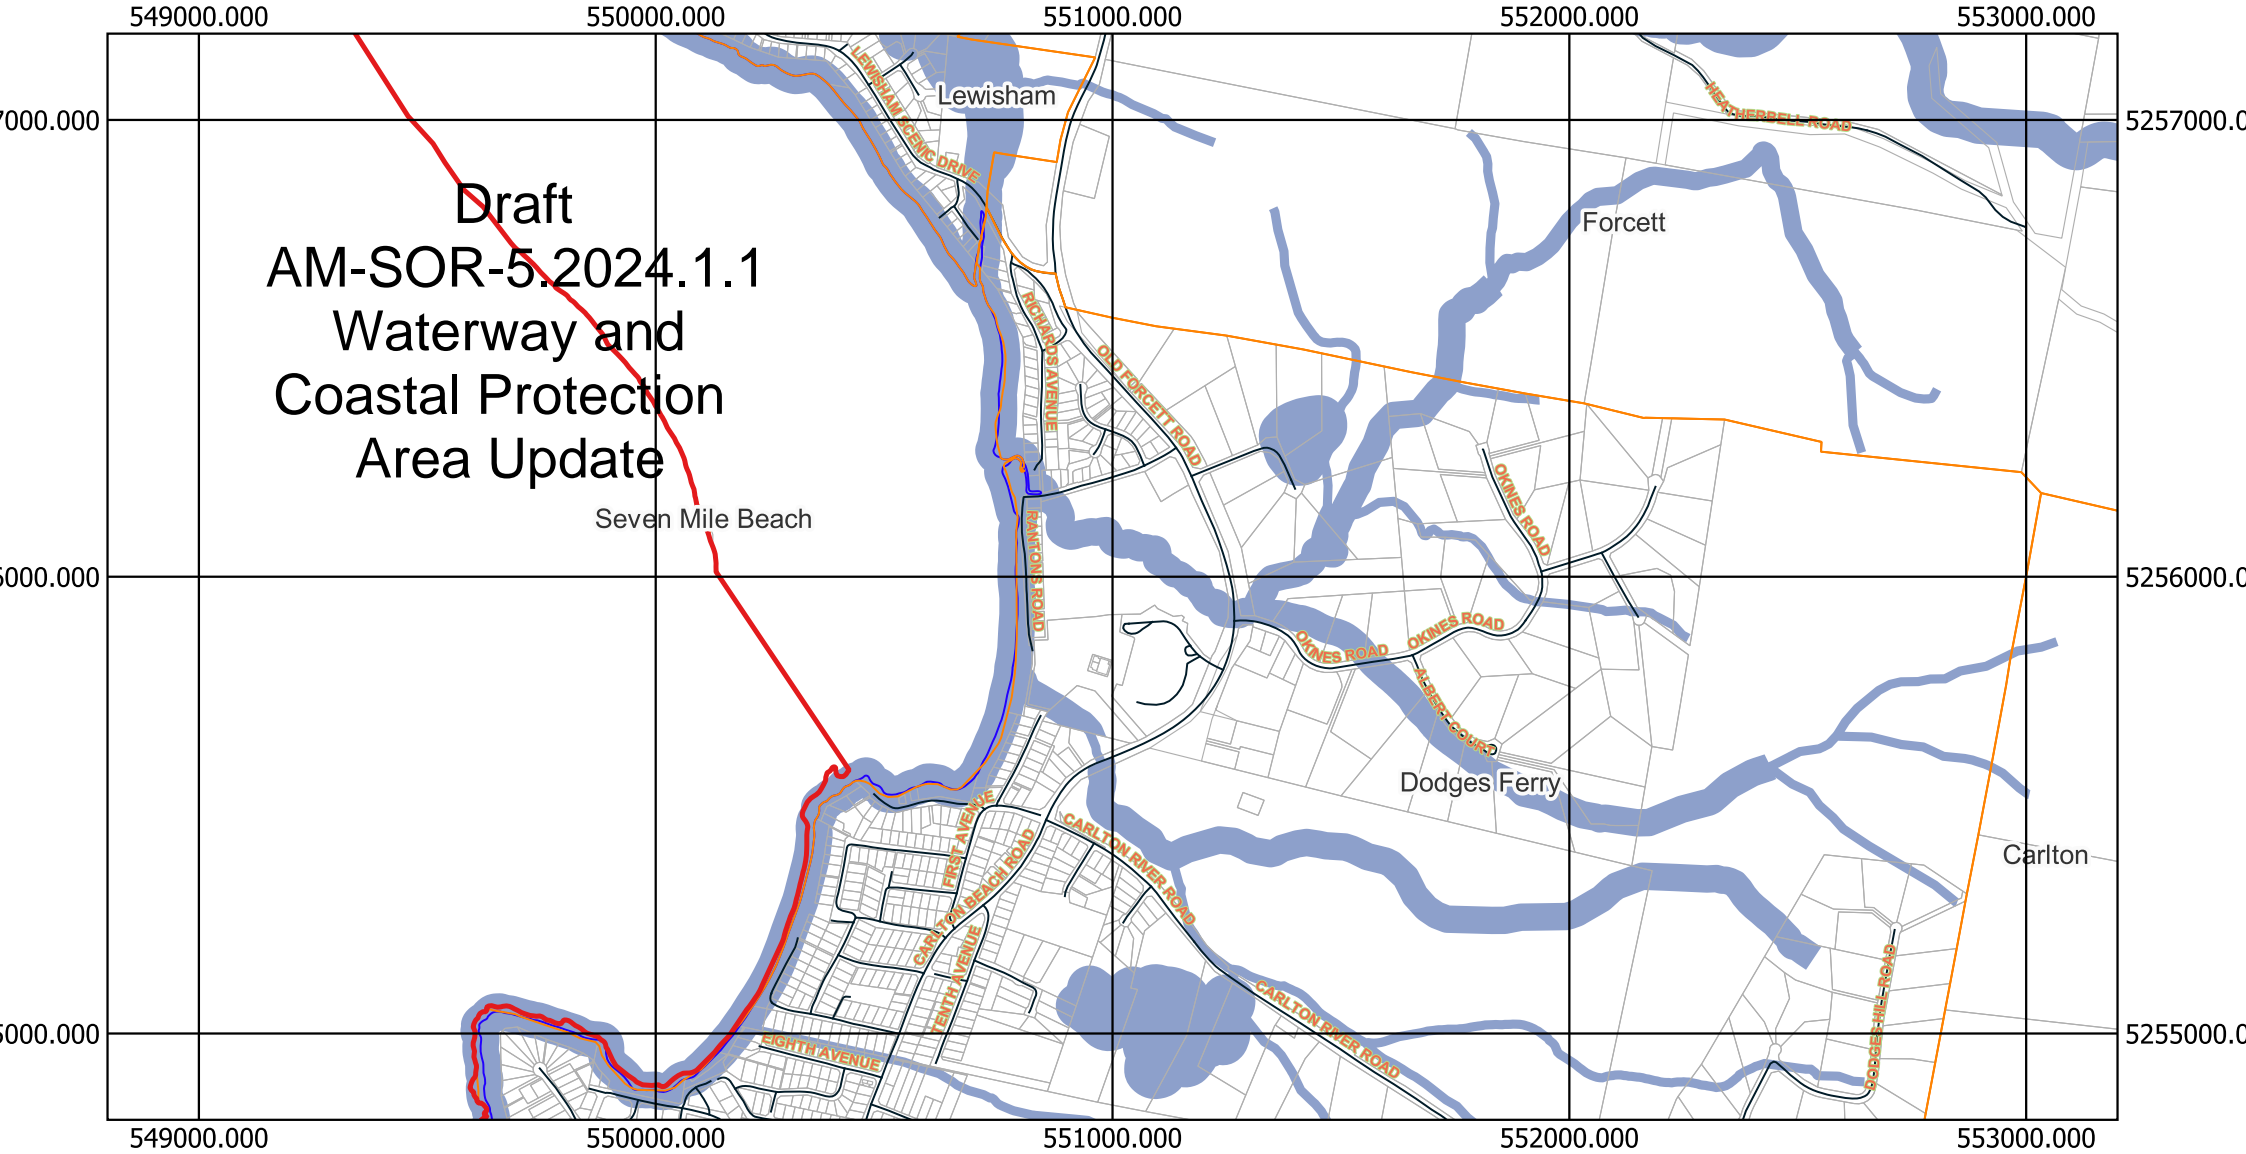 549000.000 550000.000 551000.000 552000.000 553000.000
Lewisham
LEWISHAM SCENIC DRIVE
HEATHERBELL ROAD
7000.000 5257000.0
Draft
AM-SOR-5.2024.1.1
Waterway and
Coastal Protection
Area Update
Forcett
RICHARDS AVENUE
OLD FORCETT ROAD
Seven Mile Beach
OKINES ROAD
RANTONS ROAD
5256000.0
OKINES ROAD
OKINES ROAD
ALBERT COURT
Dodges Ferry
FIRST AVENUE
CARLTON BEACH ROAD
CARLTON RIVER ROAD
Carlton
TENTH AVENUE
CARLTON RIVER ROAD
DODGES HILL ROAD
5000.000 5255000.0
EIGHTH AVENUE
549000.000 550000.000 551000.000 552000.000 553000.000